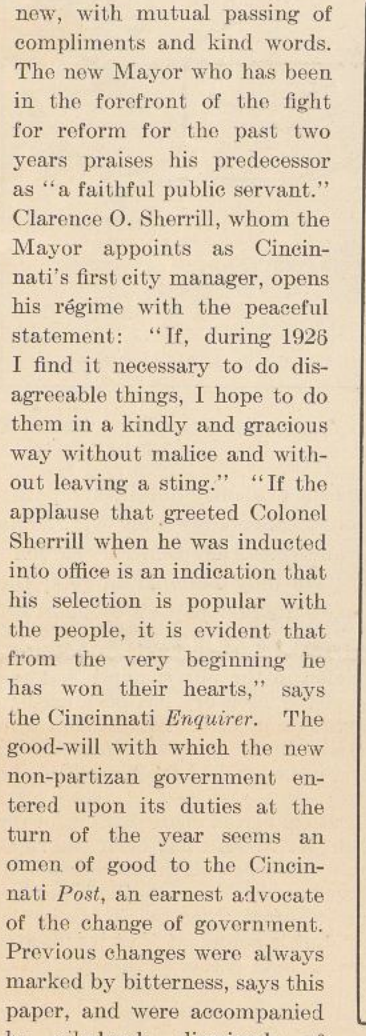 new, with mutual passing of
compliments and kind words.
The new Mayor who has been
in the forefront of the fight
for reform for the past two
years praises his predecessor
as "a faithful public servant."
Clarence O. Sherrill, whom the
Mayor appoints as Cincin-
nati's first city manager, opens
his régime with the peaceful
statement: "If, during 1926
I find it necessary to do dis-
agreeable things, I hope to do
them in a kindly and gracious
way without malice and with-
out leaving a sting." "If the
applause that greeted Colonel
Sherrill when he was inducted
into office is an indication that
his selection is popular with
the people, it is evident that
from the very beginning he
has won their hearts," says
the Cincinnati Enquirer. The
good-will with which the new
non-partizan government en-
tered upon its duties at the
turn of the year seems an
omen of good to the Cincin-
nati Post, an earnest advocate
of the change of government.
Previous changes were always
marked by bitterness, says this
paper, and were accompanied